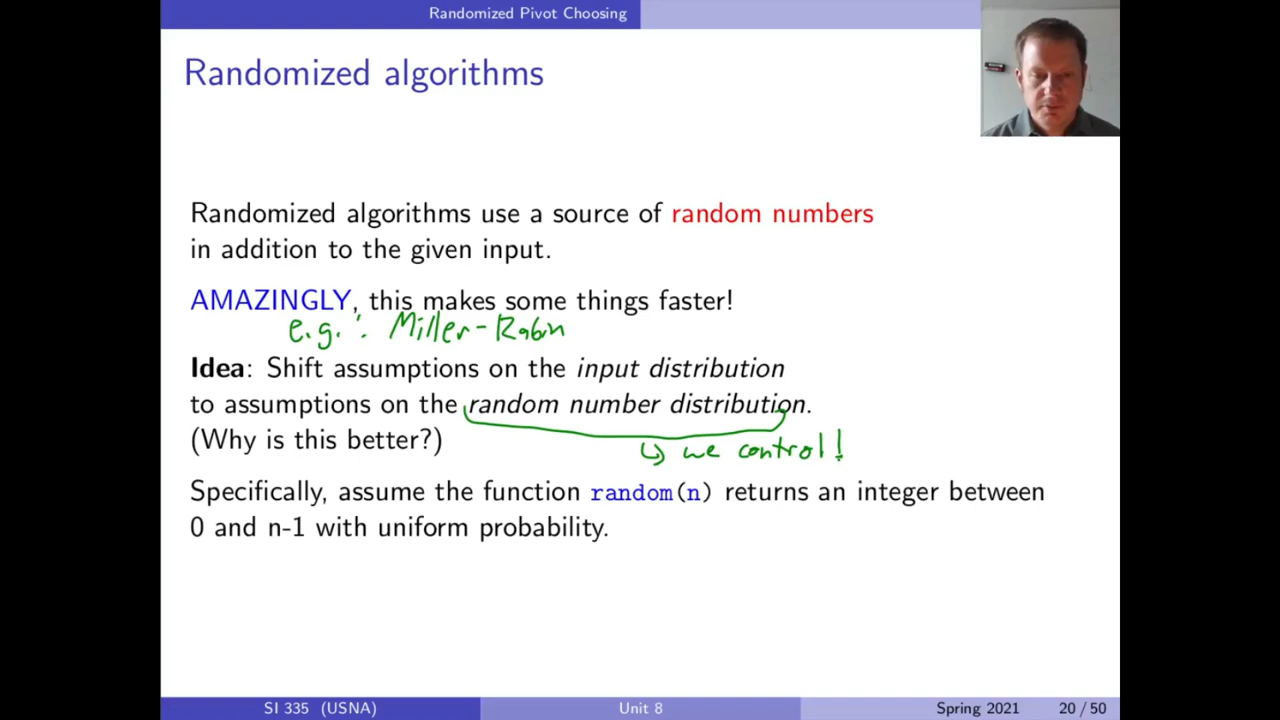 Randomized Pivot Choosing
Randomized algorithms
Randomized algorithms use a source of random numbers
in addition to the given input.
AMAZINGLY, this makes some things faster!
e.g.: Miller-Rabin
Idea: Shift assumptions on the input distribution
to assumptions on the random number distribution.
(Why is this better?)
↳ we control!
Specifically, assume the function random(n) returns an integer between
0 and n-1 with uniform probability.
SI 335 (USNA)
Unit 8
Spring 2021
20 / 50